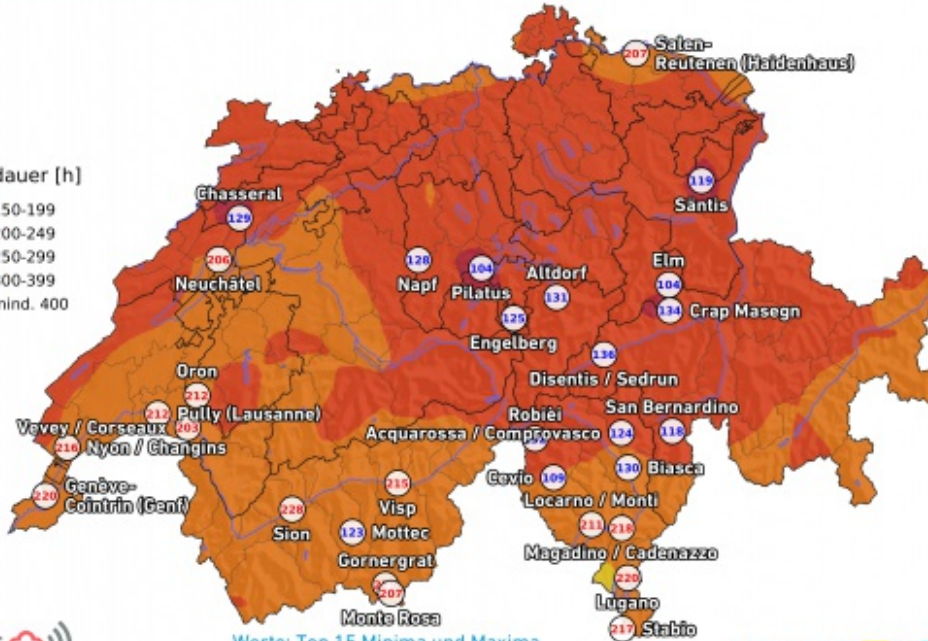 207
Salen-
Reutenen (Haidenhaus)
dauer [h]
50-199
00-249
50-299
00-399
mind. 400
119
Säntis
Chasseral
129
206
Neuchâtel
128
Napf
104
Pilatus
Altdorf
131
Elm
104
134
Crap Masegn
125
Engelberg
136
Disentis / Sedrun
Oron
212
212
Pully (Lausanne)
Vevey / Corseaux
203
216
Nyon / Changins
Robièi
San Bernardino
Acquarossa / Comprovasco
124
118
220
Genève-
Cointrin (Genf)
215
Visp
Cevio
109
130
Biasca
Locarno / Monti
228
Sion
123
Mottec
211
218
Magadino / Cadenazzo
Gornergrat
207
Monte Rosa
220
Lugano
217
Stabio
Werte: Top 15 Minima und Maxima